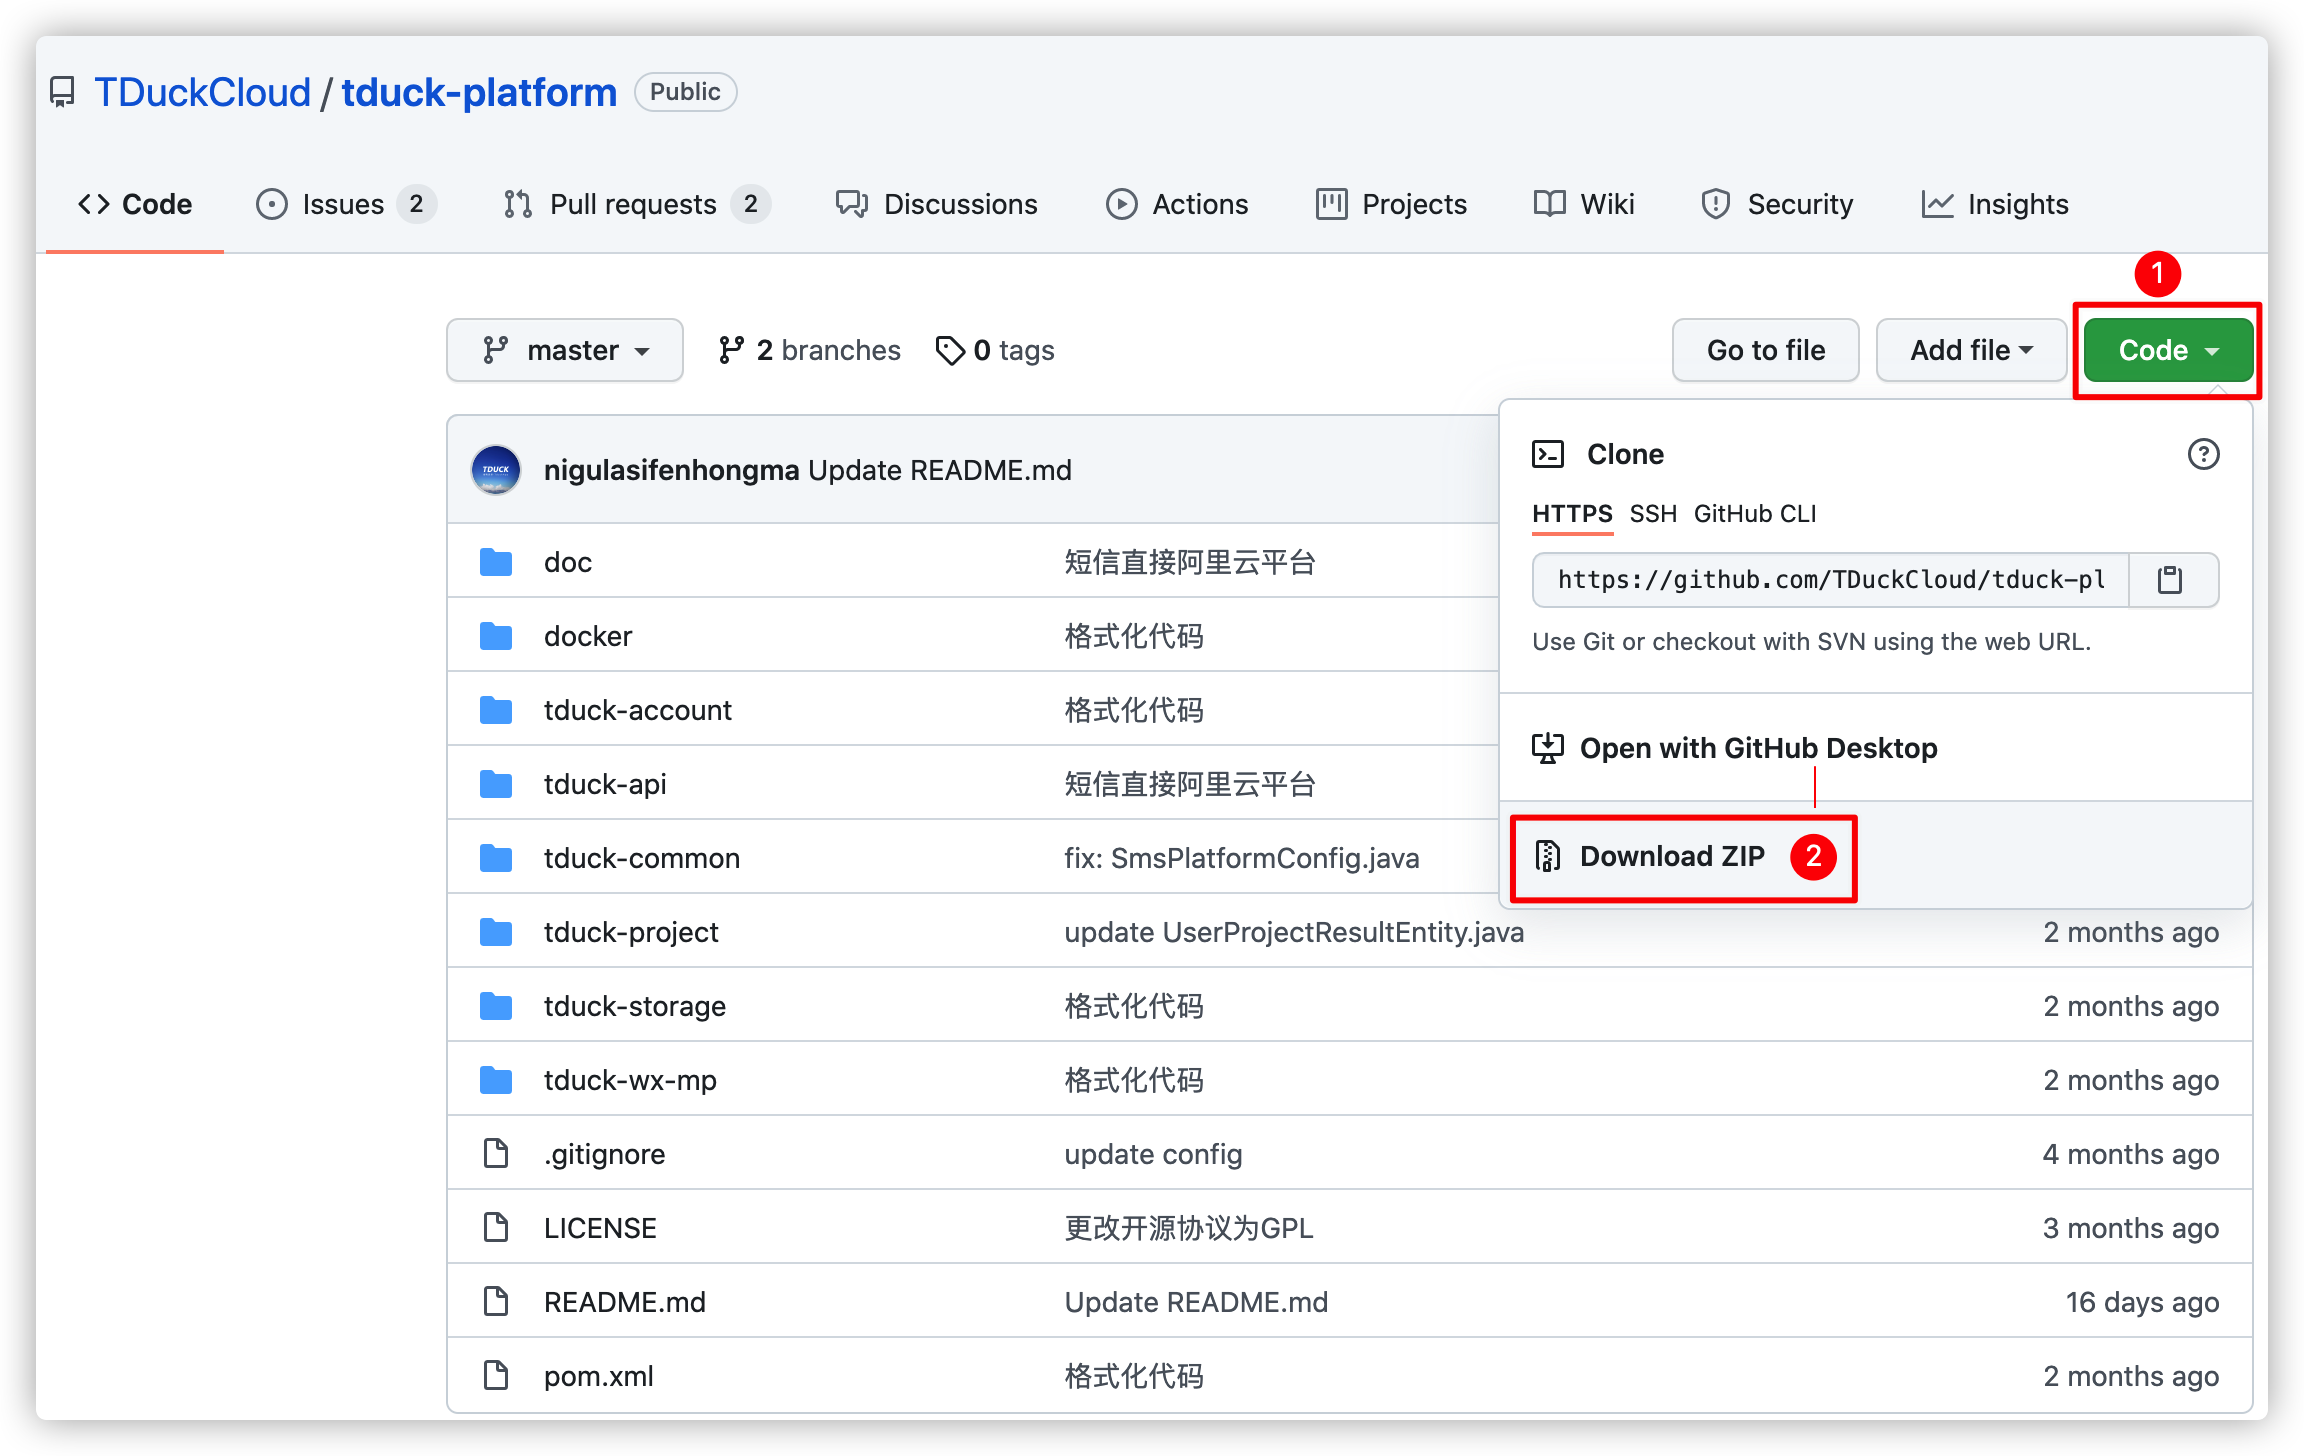 TDuckCloud / tduck-platform Public
Code Issues 2 Pull requests 2 Discussions Actions Projects Wiki Security Insights
1
master 2 branches 0 tags Go to file Add file Code
nigulasifenhongma Update README.md
Clone
HTTPS SSH GitHub CLI
https://github.com/TDuckCloud/tduck-pl
Use Git or checkout with SVN using the web URL.
Open with GitHub Desktop
Download ZIP 2
doc 短信直接阿里云平台
docker 格式化代码
tduck-account 格式化代码
tduck-api 短信直接阿里云平台
tduck-common fix: SmsPlatformConfig.java
tduck-project update UserProjectResultEntity.java 2 months ago
tduck-storage 格式化代码 2 months ago
tduck-wx-mp 格式化代码 2 months ago
.gitignore update config 4 months ago
LICENSE 更改开源协议为GPL 3 months ago
README.md Update README.md 16 days ago
pom.xml 格式化代码 2 months ago
TDUCK